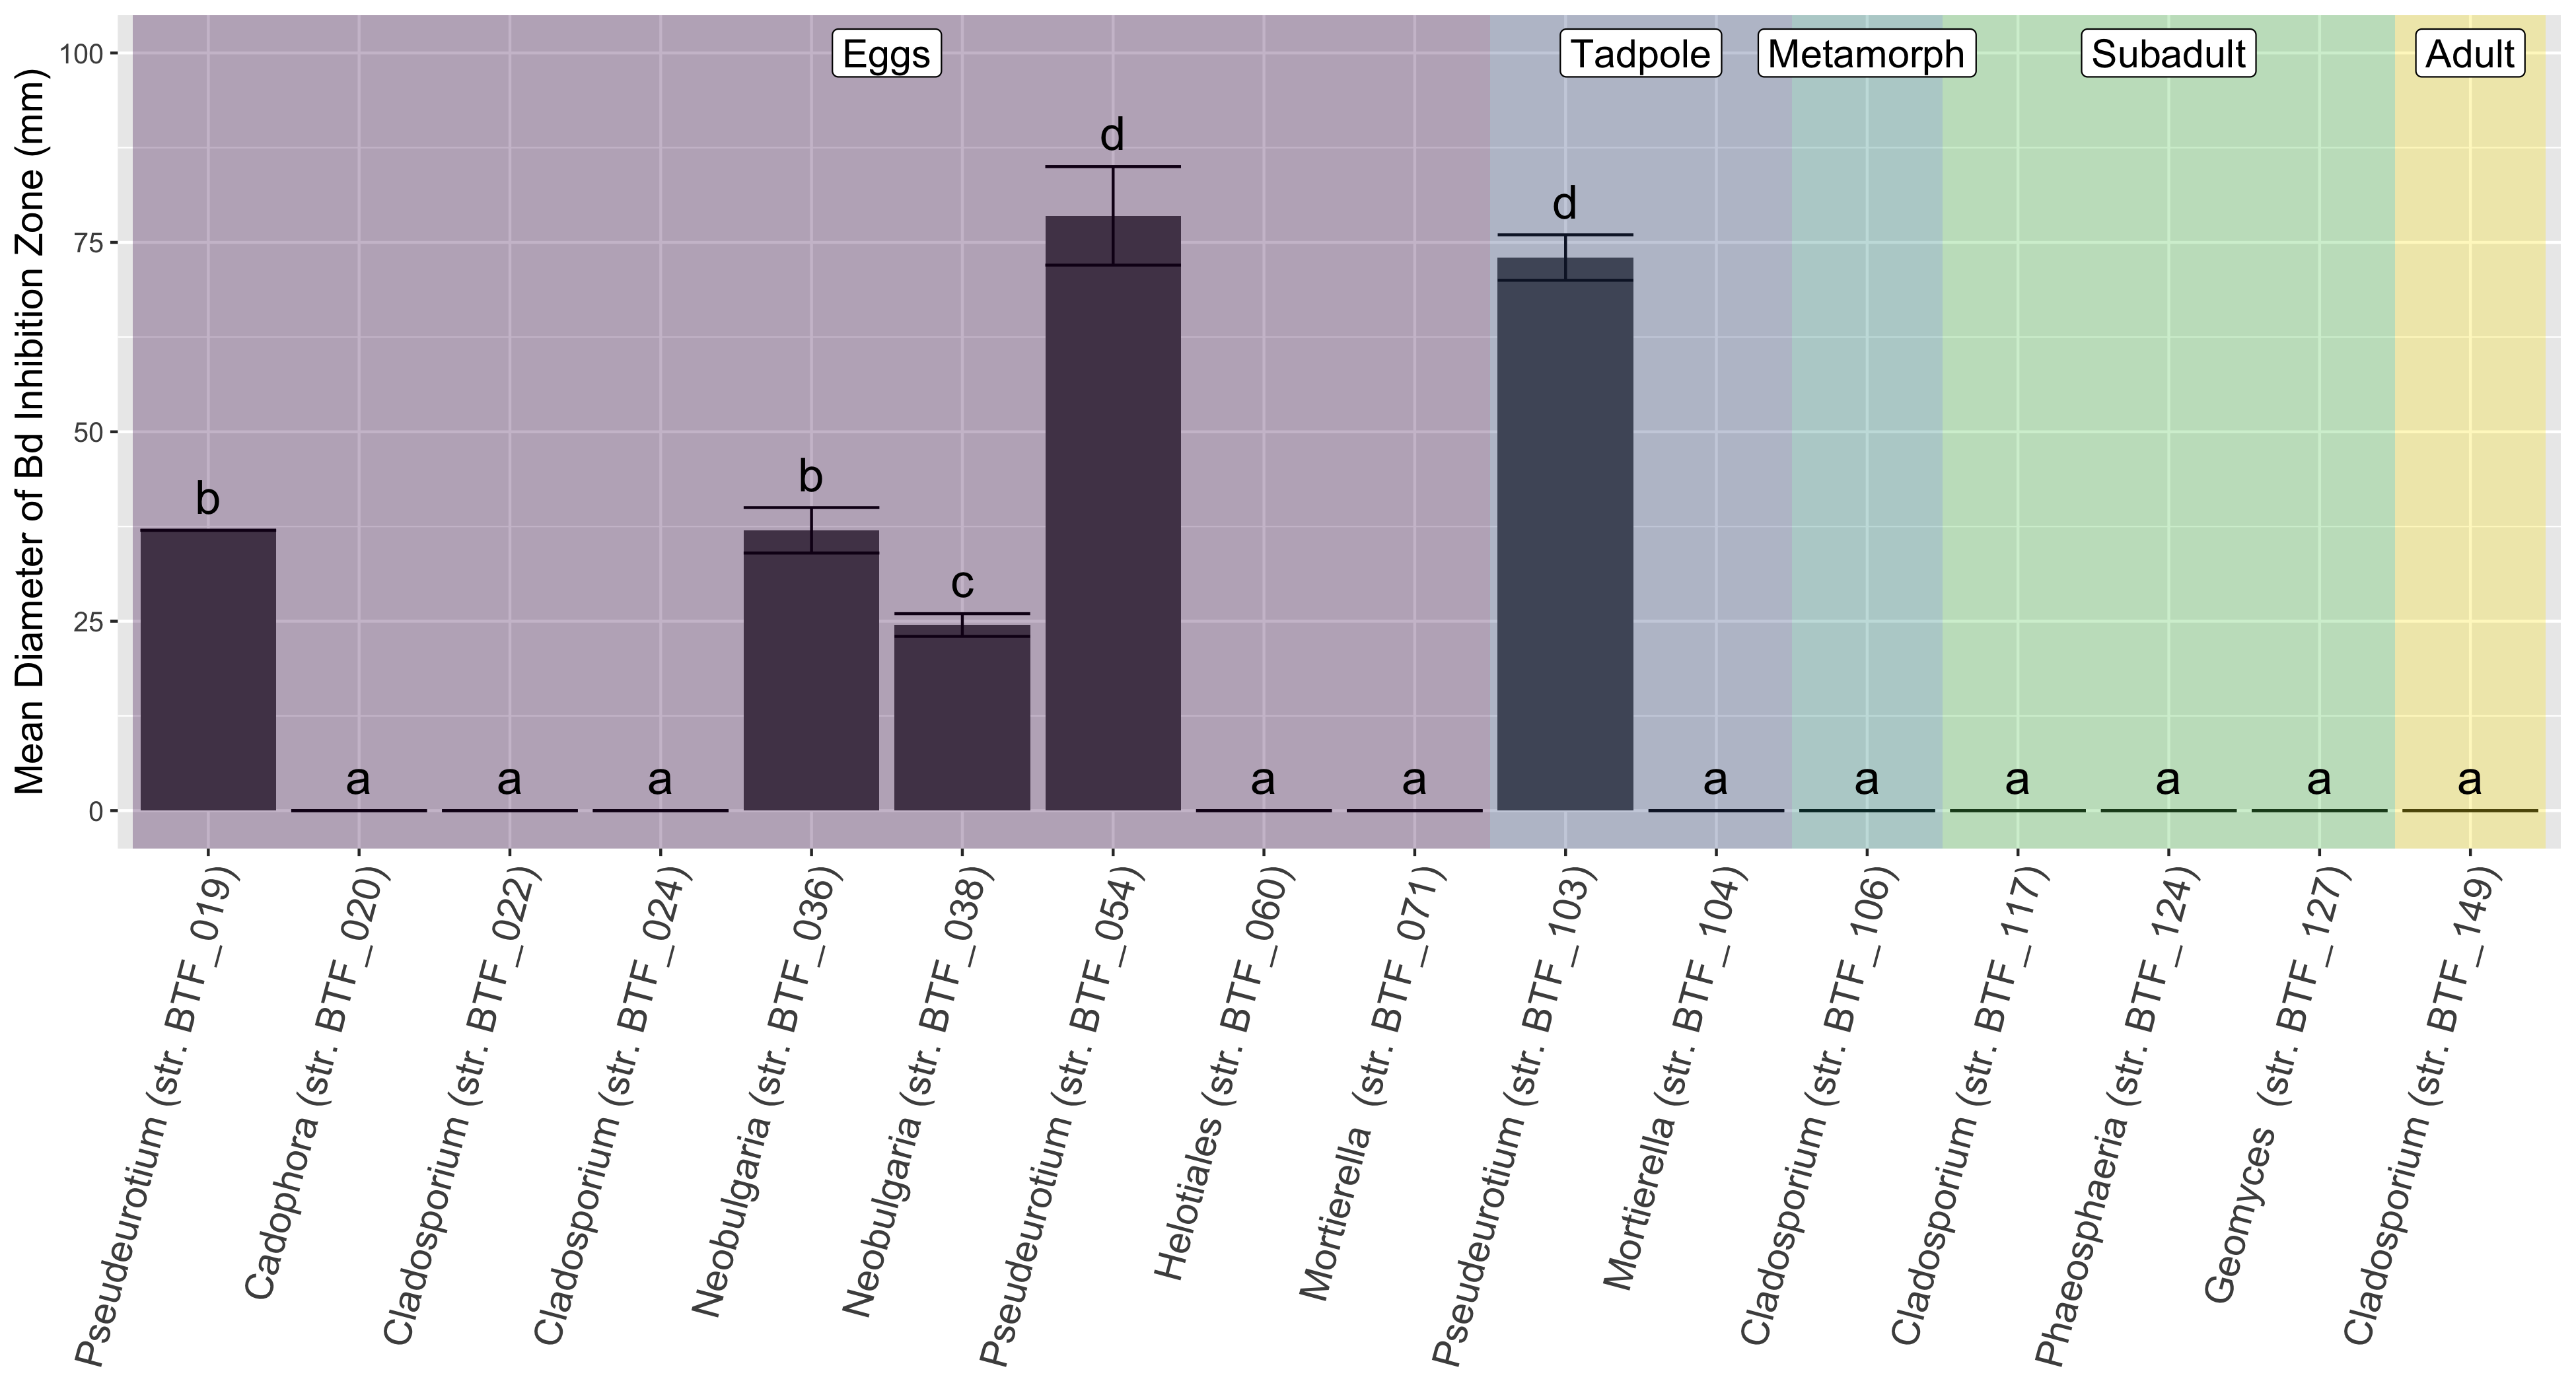 Mean Diameter of Bd Inhibition Zone (mm)
100
75
50
25
0
Eggs
Tadpole
Metamorph
Subadult
Adult
b
a
a
a
b
c
d
a
a
d
a
a
a
a
a
a
Pseudeurotium (str. BTF_019)
Cadophora (str. BTF_020)
Cladosporium (str. BTF_022)
Cladosporium (str. BTF_024)
Neobulgaria (str. BTF_036)
Neobulgaria (str. BTF_038)
Pseudeurotium (str. BTF_054)
Helotiales (str. BTF_060)
Mortierella (str. BTF_071)
Pseudeurotium (str. BTF_103)
Mortierella (str. BTF_104)
Cladosporium (str. BTF_106)
Cladosporium (str. BTF_117)
Phaeosphaeria (str. BTF_124)
Geomyces (str. BTF_127)
Cladosporium (str. BTF_149)